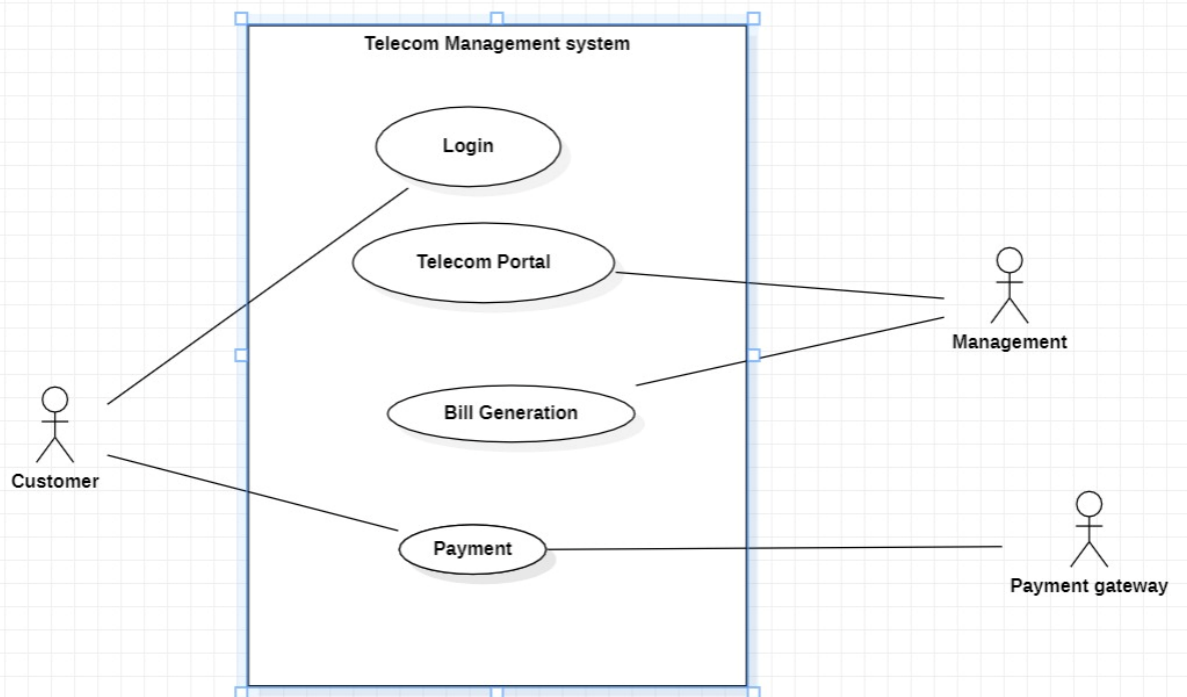 Telecom Management system
Login
Telecom Portal
Management
Bill Generation
Customer
Payment
Payment gateway